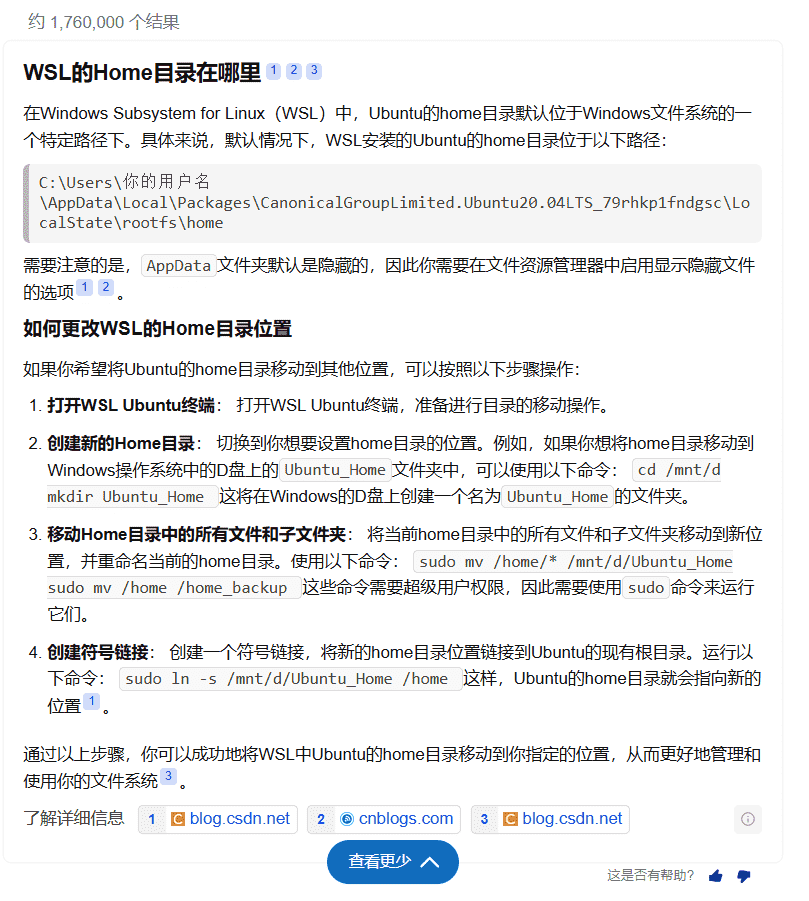 约 1,760,000 个结果
WSL的Home目录在哪里 1 2 3
在Windows Subsystem for Linux（WSL）中，Ubuntu的home目录默认位于Windows文件系统的一
个特定路径下。具体来说，默认情况下，WSL安装的Ubuntu的home目录位于以下路径：
C:\Users\你的用户名
\AppData\Local\Packages\CanonicalGroupLimited.Ubuntu20.04LTS_79rhkp1fndgsc\Lo
calState\rootfs\home
需要注意的是，AppData文件夹默认是隐藏的，因此你需要在文件资源管理器中启用显示隐藏文件
的选项 1 2 。
如何更改WSL的Home目录位置
如果你希望将Ubuntu的home目录移动到其他位置，可以按照以下步骤操作：
1. 打开WSL Ubuntu终端： 打开WSL Ubuntu终端，准备进行目录的移动操作。
2. 创建新的Home目录： 切换到你想要设置home目录的位置。例如，如果你想将home目录移动到
Windows操作系统中的D盘上的 Ubuntu_Home 文件夹中，可以使用以下命令： cd /mnt/d
mkdir Ubuntu_Home 这将在Windows的D盘上创建一个名为 Ubuntu_Home 的文件夹。
3. 移动Home目录中的所有文件和子文件夹： 将当前home目录中的所有文件和子文件夹移动到新位
置，并重命名当前的home目录。使用以下命令： sudo mv /home/* /mnt/d/Ubuntu_Home
sudo mv /home /home_backup 这些命令需要超级用户权限，因此需要使用 sudo 命令来运行
它们。
4. 创建符号链接： 创建一个符号链接，将新的home目录位置链接到Ubuntu的现有根目录。运行以
下命令： sudo ln -s /mnt/d/Ubuntu_Home /home 这样，Ubuntu的home目录就会指向新的
位置 1 。
通过以上步骤，你可以成功地将WSL中Ubuntu的home目录移动到你指定的位置，从而更好地管理和
使用你的文件系统 3 。
了解详细信息 1 blog.csdn.net 2 cnblogs.com 3 blog.csdn.net
查看更少
这是否有帮助?